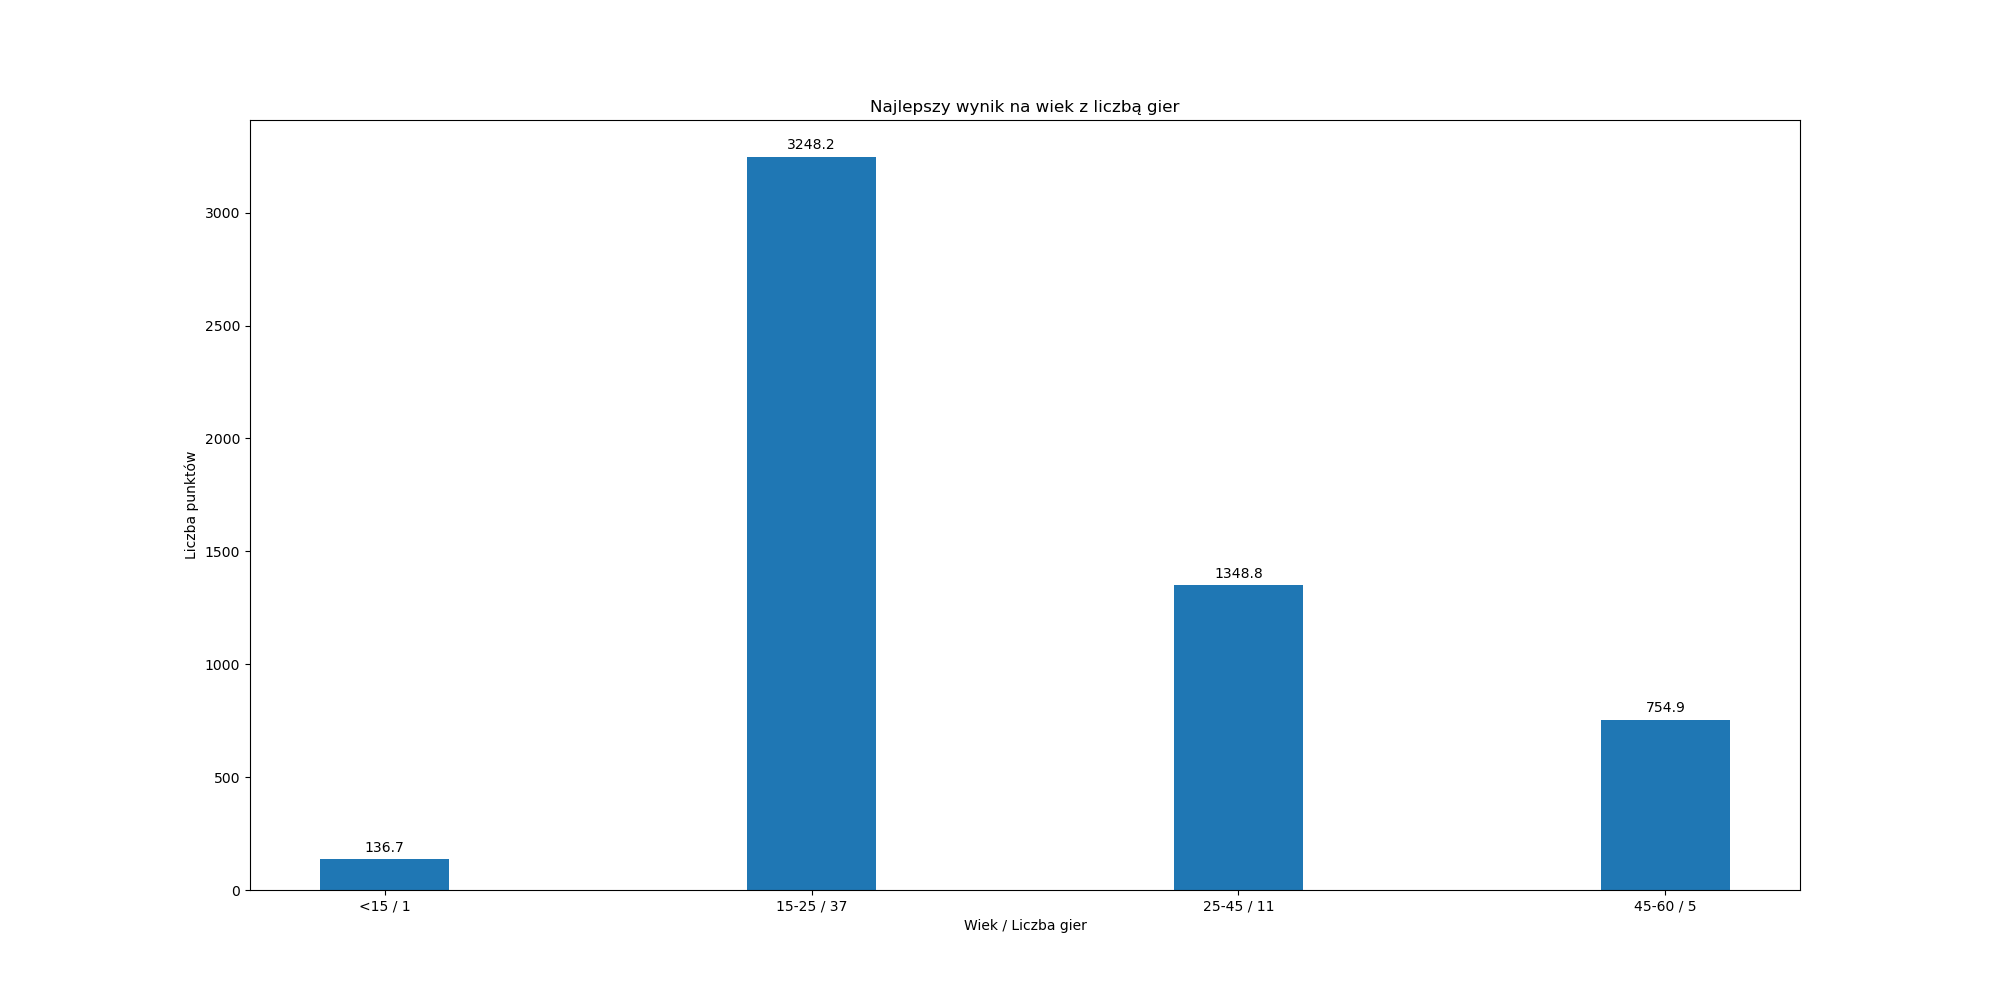 Najlepszy wynik na wiek z liczbą gier
3248.2
3000
2500
2000
1500
1348.8
1000
754.9
500
136.7
0
Liczba punktów
<15 / 1
15-25 / 37
25-45 / 11
45-60 / 5
Wiek / Liczba gier